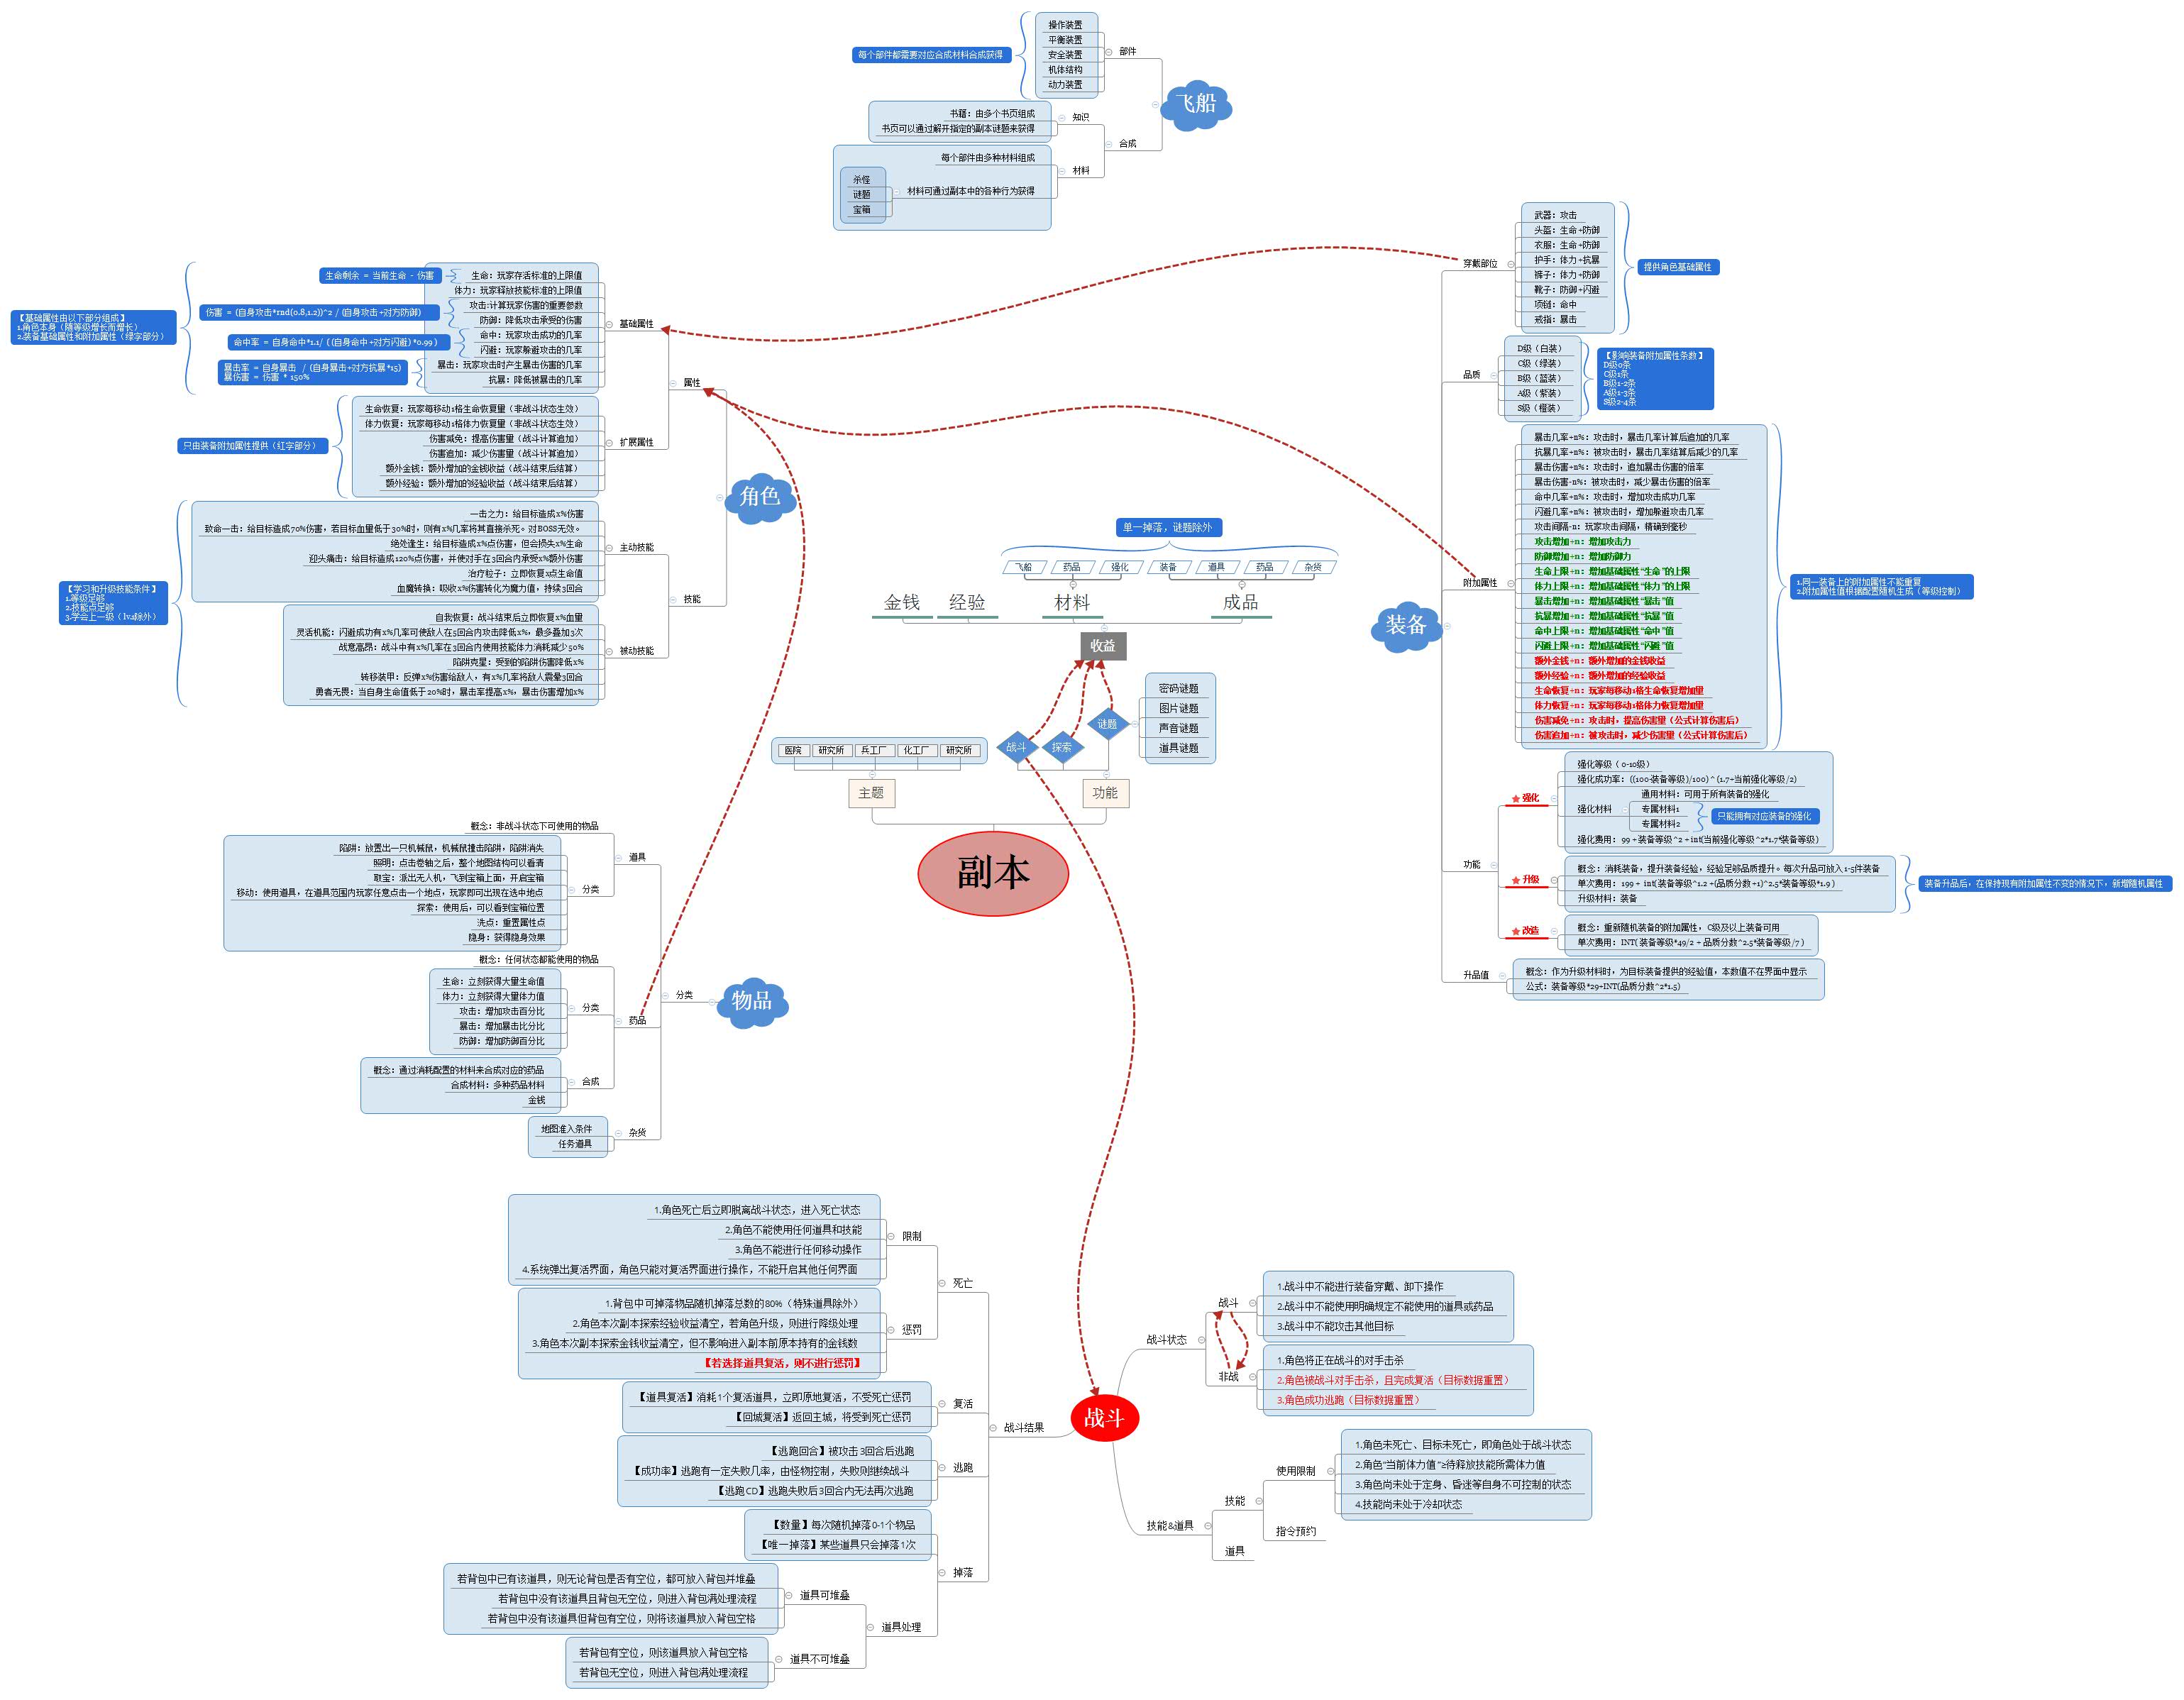 飞船
部件
操作装置
平衡装置
安全装置
机体结构
动力装置
每个部件都需要对应合成材料合成获得
合成
知识
书籍：由多个书页组成
书页可以通过解开指定的副本谜题来获得
材料
每个部件由多种材料组成
材料可通过副本中的各种行为获得
杀怪
谜题
宝箱
角色
属性
基础属性
生命：玩家存活标准的上限值
体力：玩家释放技能标准的上限值
攻击:计算玩家伤害的重要参数
防御：降低攻击承受的伤害
命中：玩家攻击成功的几率
闪避：玩家躲避攻击的几率
暴击：玩家攻击时产生暴击伤害的几率
抗暴：降低被暴击的几率
生命剩余 = 当前生命 - 伤害
伤害 = (自身攻击*rnd(0.8,1.2))^2 / (自身攻击+对方防御)
命中率 = 自身命中*1.1/ ( (自身命中+对方闪避) *0.99 )
暴击率 = 自身暴击 / (自身暴击+对方抗暴*15)
暴伤害 = 伤害 * 150%
【基础属性由以下部分组成】
1.角色本身（随等级增长而增长）
2.装备基础属性和附加属性（绿字部分）
扩展属性
生命恢复：玩家每移动1格生命恢复量（非战斗状态生效）
体力恢复：玩家每移动1格体力恢复量（非战斗状态生效）
伤害减免：提高伤害量（战斗计算追加）
伤害追加：减少伤害量（战斗计算追加）
额外金钱：额外增加的金钱收益（战斗结束后结算）
额外经验：额外增加的经验收益（战斗结束后结算）
只由装备附加属性提供（红字部分）
技能
主动技能
一击之力：给目标造成x%伤害
致命一击：给目标造成70%伤害，若目标血量低于30%时，则有x%几率将其直接杀死。对BOSS无效。
绝处逢生：给目标造成x%点伤害，但会损失x%生命
迎头痛击：给目标造成120%点伤害，并使对手在3回合内承受x%额外伤害
治疗粒子：立即恢复x点生命值
血魔转换：吸收x%伤害转化为魔力值，持续3回合
被动技能
自我恢复：战斗结束后立即恢复x%血量
灵活机能：闪避成功有x%几率可使敌人在5回合内攻击降低x%，最多叠加3次
战意高昂：战斗中有x%几率在3回合内使用技能体力消耗减少50%
陷阱克星：受到的陷阱伤害降低x%
转移装甲：反弹x%伤害给敌人，有x%几率将敌人震晕3回合
勇者无畏：当自身生命值低于20%时，暴击率提高x%，暴击伤害增加x%
【学习和升级技能条件】
1.等级足够
2.技能点足够
3.学会上一级（lv1除外）
装备
穿戴部位
武器：攻击
头盔：生命+防御
衣服：生命+防御
护手：体力+抗暴
裤子：体力+防御
靴子：防御+闪避
项链：命中
戒指：暴击
提供角色基础属性
品质
D级（白装）
C级（绿装）
B级（蓝装）
A级（紫装）
S级（橙装）
【影响装备附加属性条数】
D级0条
C级1条
B级1-2条
A级1-3条
S级2-4条
附加属性
暴击几率+n%：攻击时，暴击几率计算后追加的几率
抗暴几率+n%：被攻击时，暴击几率结算后减少的几率
暴击伤害+n%：攻击时，追加暴击伤害的倍率
暴击伤害-n%：被攻击时，减少暴击伤害的倍率
命中几率+n%：攻击时，增加攻击成功几率
闪避几率+n%：被攻击时，增加躲避攻击几率
攻击间隔-n：玩家攻击间隔，精确到毫秒
攻击增加+n：增加攻击力
防御增加+n：增加防御力
生命上限+n：增加基础属性“生命”的上限
体力上限+n：增加基础属性“体力”的上限
暴击增加+n：增加基础属性“暴击”值
抗暴增加+n：增加基础属性“抗暴”值
命中上限+n：增加基础属性“命中”值
闪避上限+n：增加基础属性“闪避”值
额外金钱+n：额外增加的金钱收益
额外经验+n：额外增加的经验收益
生命恢复+n：玩家每移动1格生命恢复增加量
体力恢复+n：玩家每移动1格体力恢复增加量
伤害减免+n：攻击时，提高伤害量（公式计算伤害后）
伤害追加+n：被攻击时，减少伤害量（公式计算伤害后）
1.同一装备上的附加属性不能重复
2.附加属性值根据配置随机生成（等级控制）
功能
强化
强化等级（ 0-10级）
强化成功率：((100-装备等级)/100) ^ (1.7+当前强化等级/2)
强化材料
通用材料：可用于所有装备的强化
专属材料1
专属材料2
只能拥有对应装备的强化
强化费用： 99 +装备等级^2 + int(当前强化等级^2*1.7*装备等级)
升级
概念：消耗装备，提升装备经验，经验足够品质提升。每次升品可放入1-5件装备
单次费用： 199 + int( 装备等级^1.2 +(品质分数+1)^2.5*装备等级*1.9 )
升级材料：装备
装备升品后，在保持现有附加属性不变的情况下，新增随机属性
改造
概念：重新随机装备的附加属性，C级及以上装备可用
单次费用： INT( 装备等级*49/2 + 品质分数^2.5*装备等级/7 )
升品值
概念：作为升级材料时，为目标装备提供的经验值，本数值不在界面中显示
公式：装备等级*29+INT(品质分数^2*1.5)
单一掉落，谜题除外
飞船
药品
强化
装备
道具
药品
杂货
金钱
经验
材料
成品
收益
战斗
探索
谜题
密码谜题
图片谜题
声音谜题
道具谜题
医院
研究所
兵工厂
化工厂
研究所
主题
功能
副本
物品
分类
道具
概念：非战斗状态下可使用的物品
分类
陷阱：放置出一只机械鼠，机械鼠撞击陷阱，陷阱消失
照明：点击卷轴之后，整个地图结构可以看清
取宝：派出无人机，飞到宝箱上面，开启宝箱
移动：使用道具，在道具范围内玩家任意点击一个地点，玩家即可出现在选中地点
探索：使用后，可以看到宝箱位置
洗点：重置属性点
隐身：获得隐身效果
药品
概念：任何状态都能使用的物品
分类
生命：立刻获得大量生命值
体力：立刻获得大量体力值
攻击：增加攻击百分比
暴击：增加暴击比分比
防御：增加防御百分比
合成
概念：通过消耗配置的材料来合成对应的药品
合成材料：多种药品材料
金钱
杂货
地图准入条件
任务道具
战斗
战斗结果
死亡
限制
1.角色死亡后立即脱离战斗状态，进入死亡状态
2.角色不能使用任何道具和技能
3.角色不能进行任何移动操作
4.系统弹出复活界面，角色只能对复活界面进行操作，不能开启其他任何界面
惩罚
1.背包中可掉落物品随机掉落总数的80%（特殊道具除外）
2.角色本次副本探索经验收益清空，若角色升级，则进行降级处理
3.角色本次副本探索金钱收益清空，但不影响进入副本前原本持有的金钱数
【若选择道具复活，则不进行惩罚】
复活
【道具复活】消耗1个复活道具，立即原地复活，不受死亡惩罚
【回城复活】返回主城，将受到死亡惩罚
逃跑
【逃跑回合】被攻击3回合后逃跑
【成功率】逃跑有一定失败几率，由怪物控制，失败则继续战斗
【逃跑CD】逃跑失败后3回合内无法再次逃跑
掉落
【数量】每次随机掉落0-1个物品
【唯一掉落】某些道具只会掉落1次
道具处理
道具可堆叠
若背包中已有该道具，则无论背包是否有空位，都可放入背包并堆叠
若背包中没有该道具且背包无空位，则进入背包满处理流程
若背包中没有该道具但背包有空位，则将该道具放入背包空格
道具不可堆叠
若背包有空位，则该道具放入背包空格
若背包无空位，则进入背包满处理流程
战斗状态
战斗
1.战斗中不能进行装备穿戴、卸下操作
2.战斗中不能使用明确规定不能使用的道具或药品
3.战斗中不能攻击其他目标
非战
1.角色将正在战斗的对手击杀
2.角色被战斗对手击杀，且完成复活（目标数据重置）
3.角色成功逃跑（目标数据重置）
技能&道具
技能
使用限制
1.角色未死亡、目标未死亡，即角色处于战斗状态
2.角色“当前体力值”≥待释放技能所需体力值
3.角色尚未处于定身、昏迷等自身不可控制的状态
4.技能尚未处于冷却状态
指令预约
道具